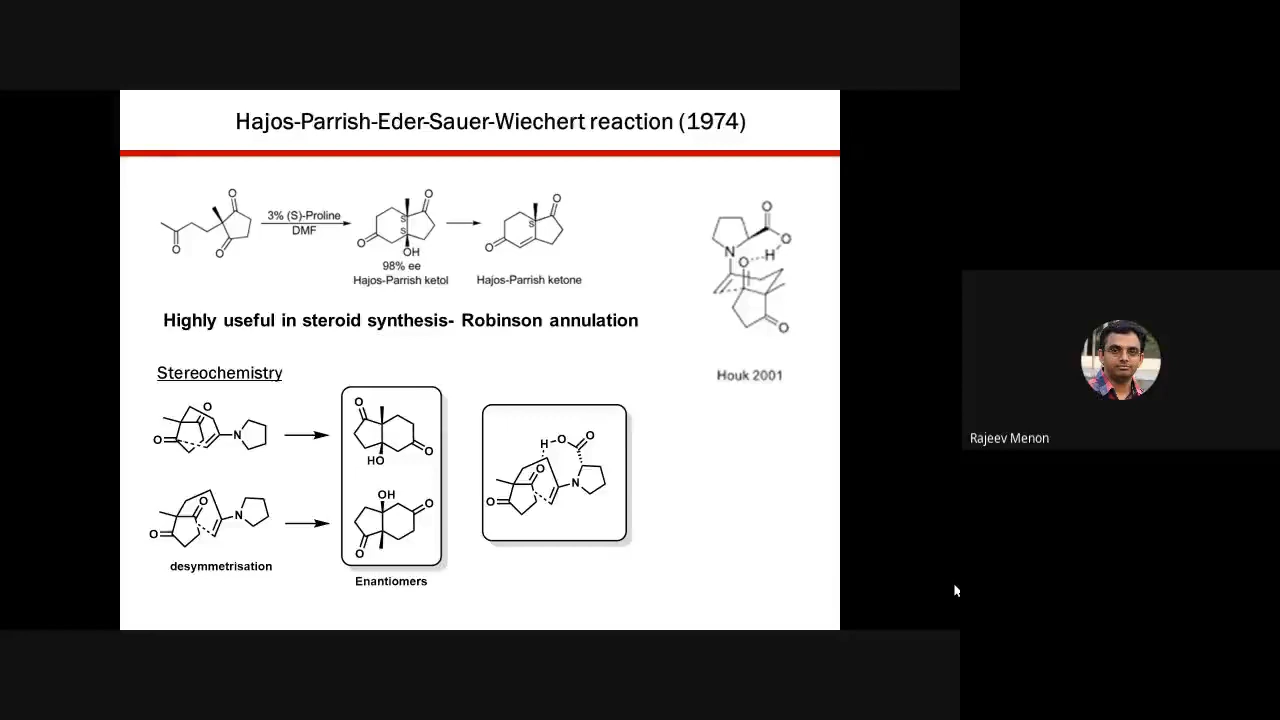 Hajos-Parrish-Eder-Sauer-Wiechert reaction (1974)
O
O
O
3% (S)-Proline
DMF
O
S
S
O
OH
98% ee
Hajos-Parrish ketol
O
S
O
Hajos-Parrish ketone
O
O
H
N
O
O
Houk 2001
Highly useful in steroid synthesis- Robinson annulation
Stereochemistry
O
O
N
O
HO
O
O
O
N
OH
O
O
desymmetrisation
Enantiomers
H
O
O
O
O
N
Rajeev Menon